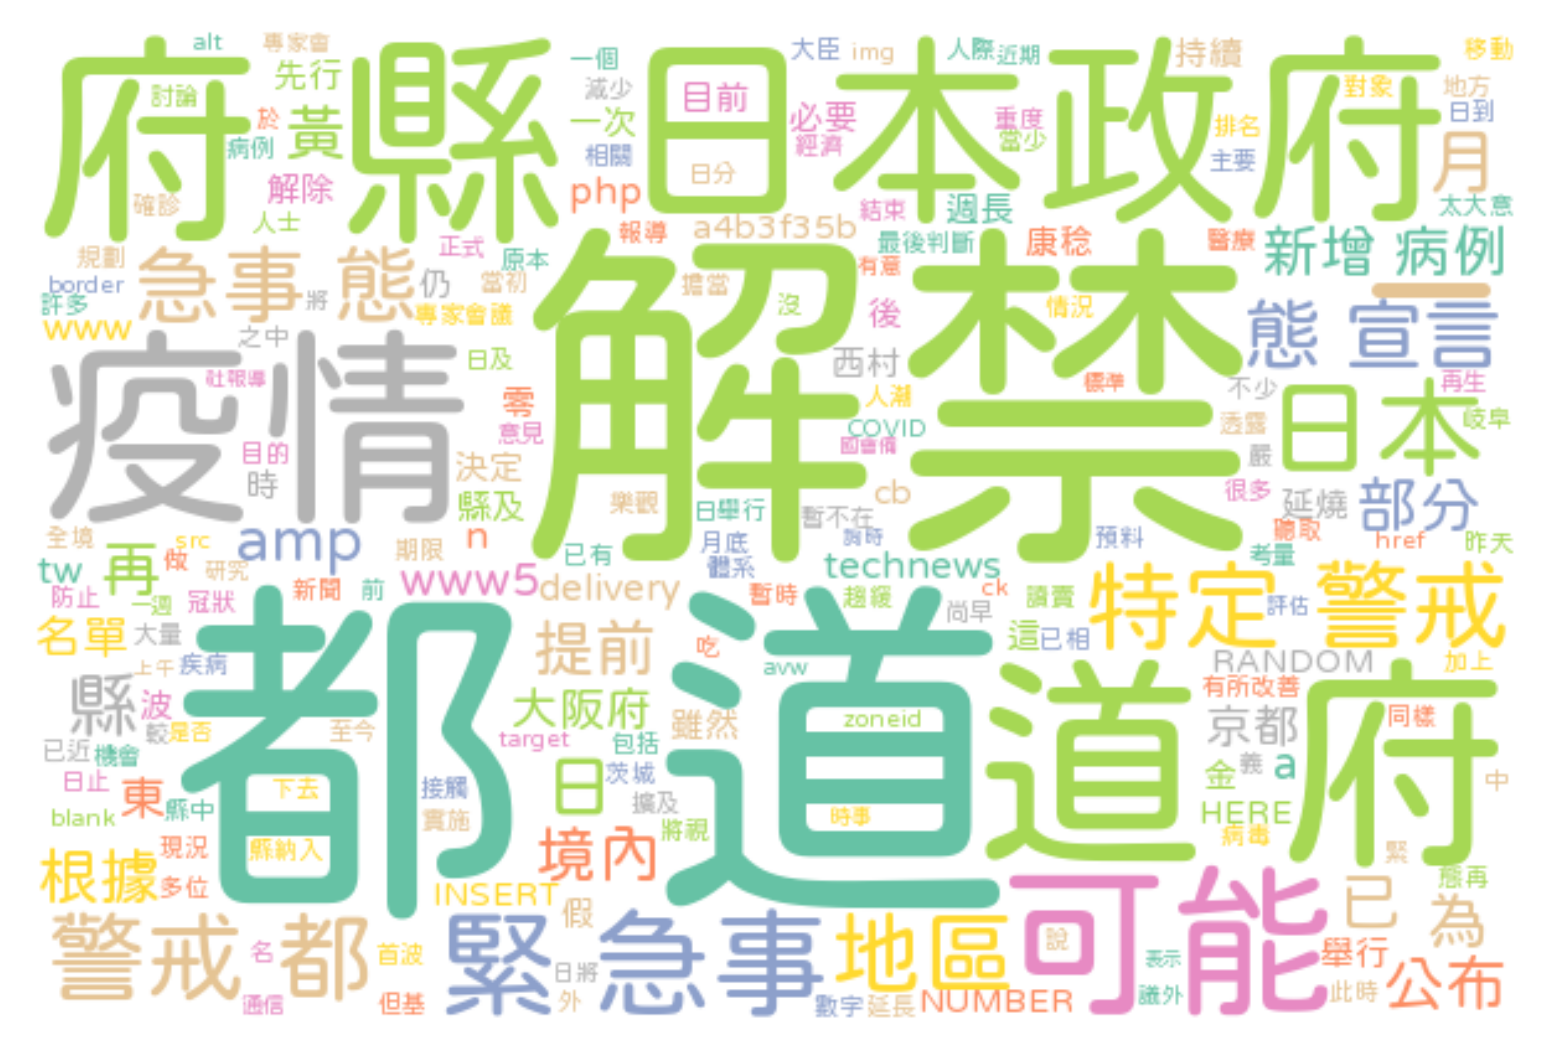 alt 專家會 一個 大臣 img 人際 近期 持續 移動
府 縣 日本政府
先行 討論 減少 目前 對象 地方
於 黃 一次 必要 重度 排名 日到
病例 相關 日分 經濟 當少 主要 月
確診 解除 php 結束 週長 太大意
人士 正式 報導 a4b3f35b 最後判斷 康稔 醫療 新增 病例
規劃 急事 態 仍 原本 解禁 有意
border 將 當初 擔當 沒 後 情況 態 宣言
許多 專家會議
www 之中 日及 西村
疫情 社報導 零 人潮 標準 不少 再生 日本
目的 意見 COVID 透露 岐阜
時 決定 國會備 嚴
縣及 樂觀 cb 很多 延燒 部分
全境 src amp n 日舉行 暫不在 預料 聽取 href 昨天
期限 已有 月底 詢時 考量
tw 再 做 研究 體系 technews
防止 一週 冠狀 新聞 前 www5 delivery 暫時 趨緩 ck 讀賣 特定 警戒
尚早 評估
名單 大量 都 道 提前 吃 這 已相
上午 疾病 avw RANDOM 加上
縣 波 大阪府 雖然 道 府 有所改善
較 是否 至今 target 包括 zoneid 京都 同樣
已近 機會 日 茨城 金 義 a 中
日止 東 縣中 下去 接觸 擴及
blank 實施 將視 時事 HERE
現況 縣納入 境內 病毒 緊
根據 多位 INSERT 態再
假 可能 已 為
警戒 都 名 首波 緊 急事 地區 說 表示 舉行
日將 公布
通信 但基 外 數字 延長 NUMBER 議外 此時